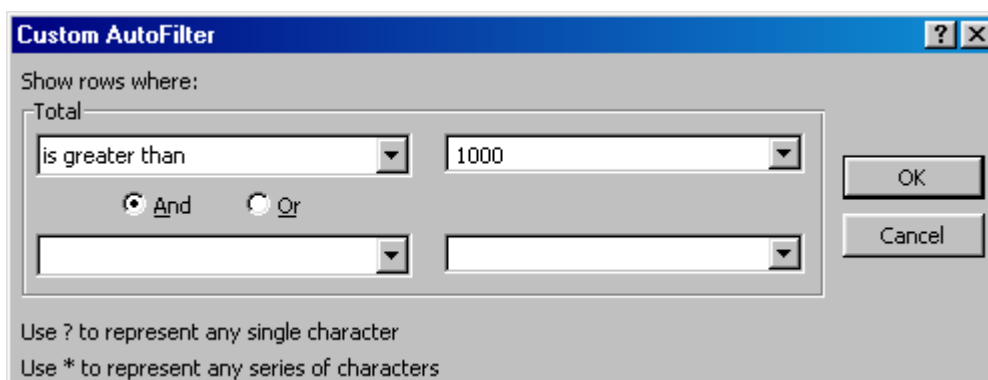 Custom AutoFilter
Show rows where:
Total
is greater than 1000
And Or
OK
Cancel
Use ? to represent any single character
Use * to represent any series of characters